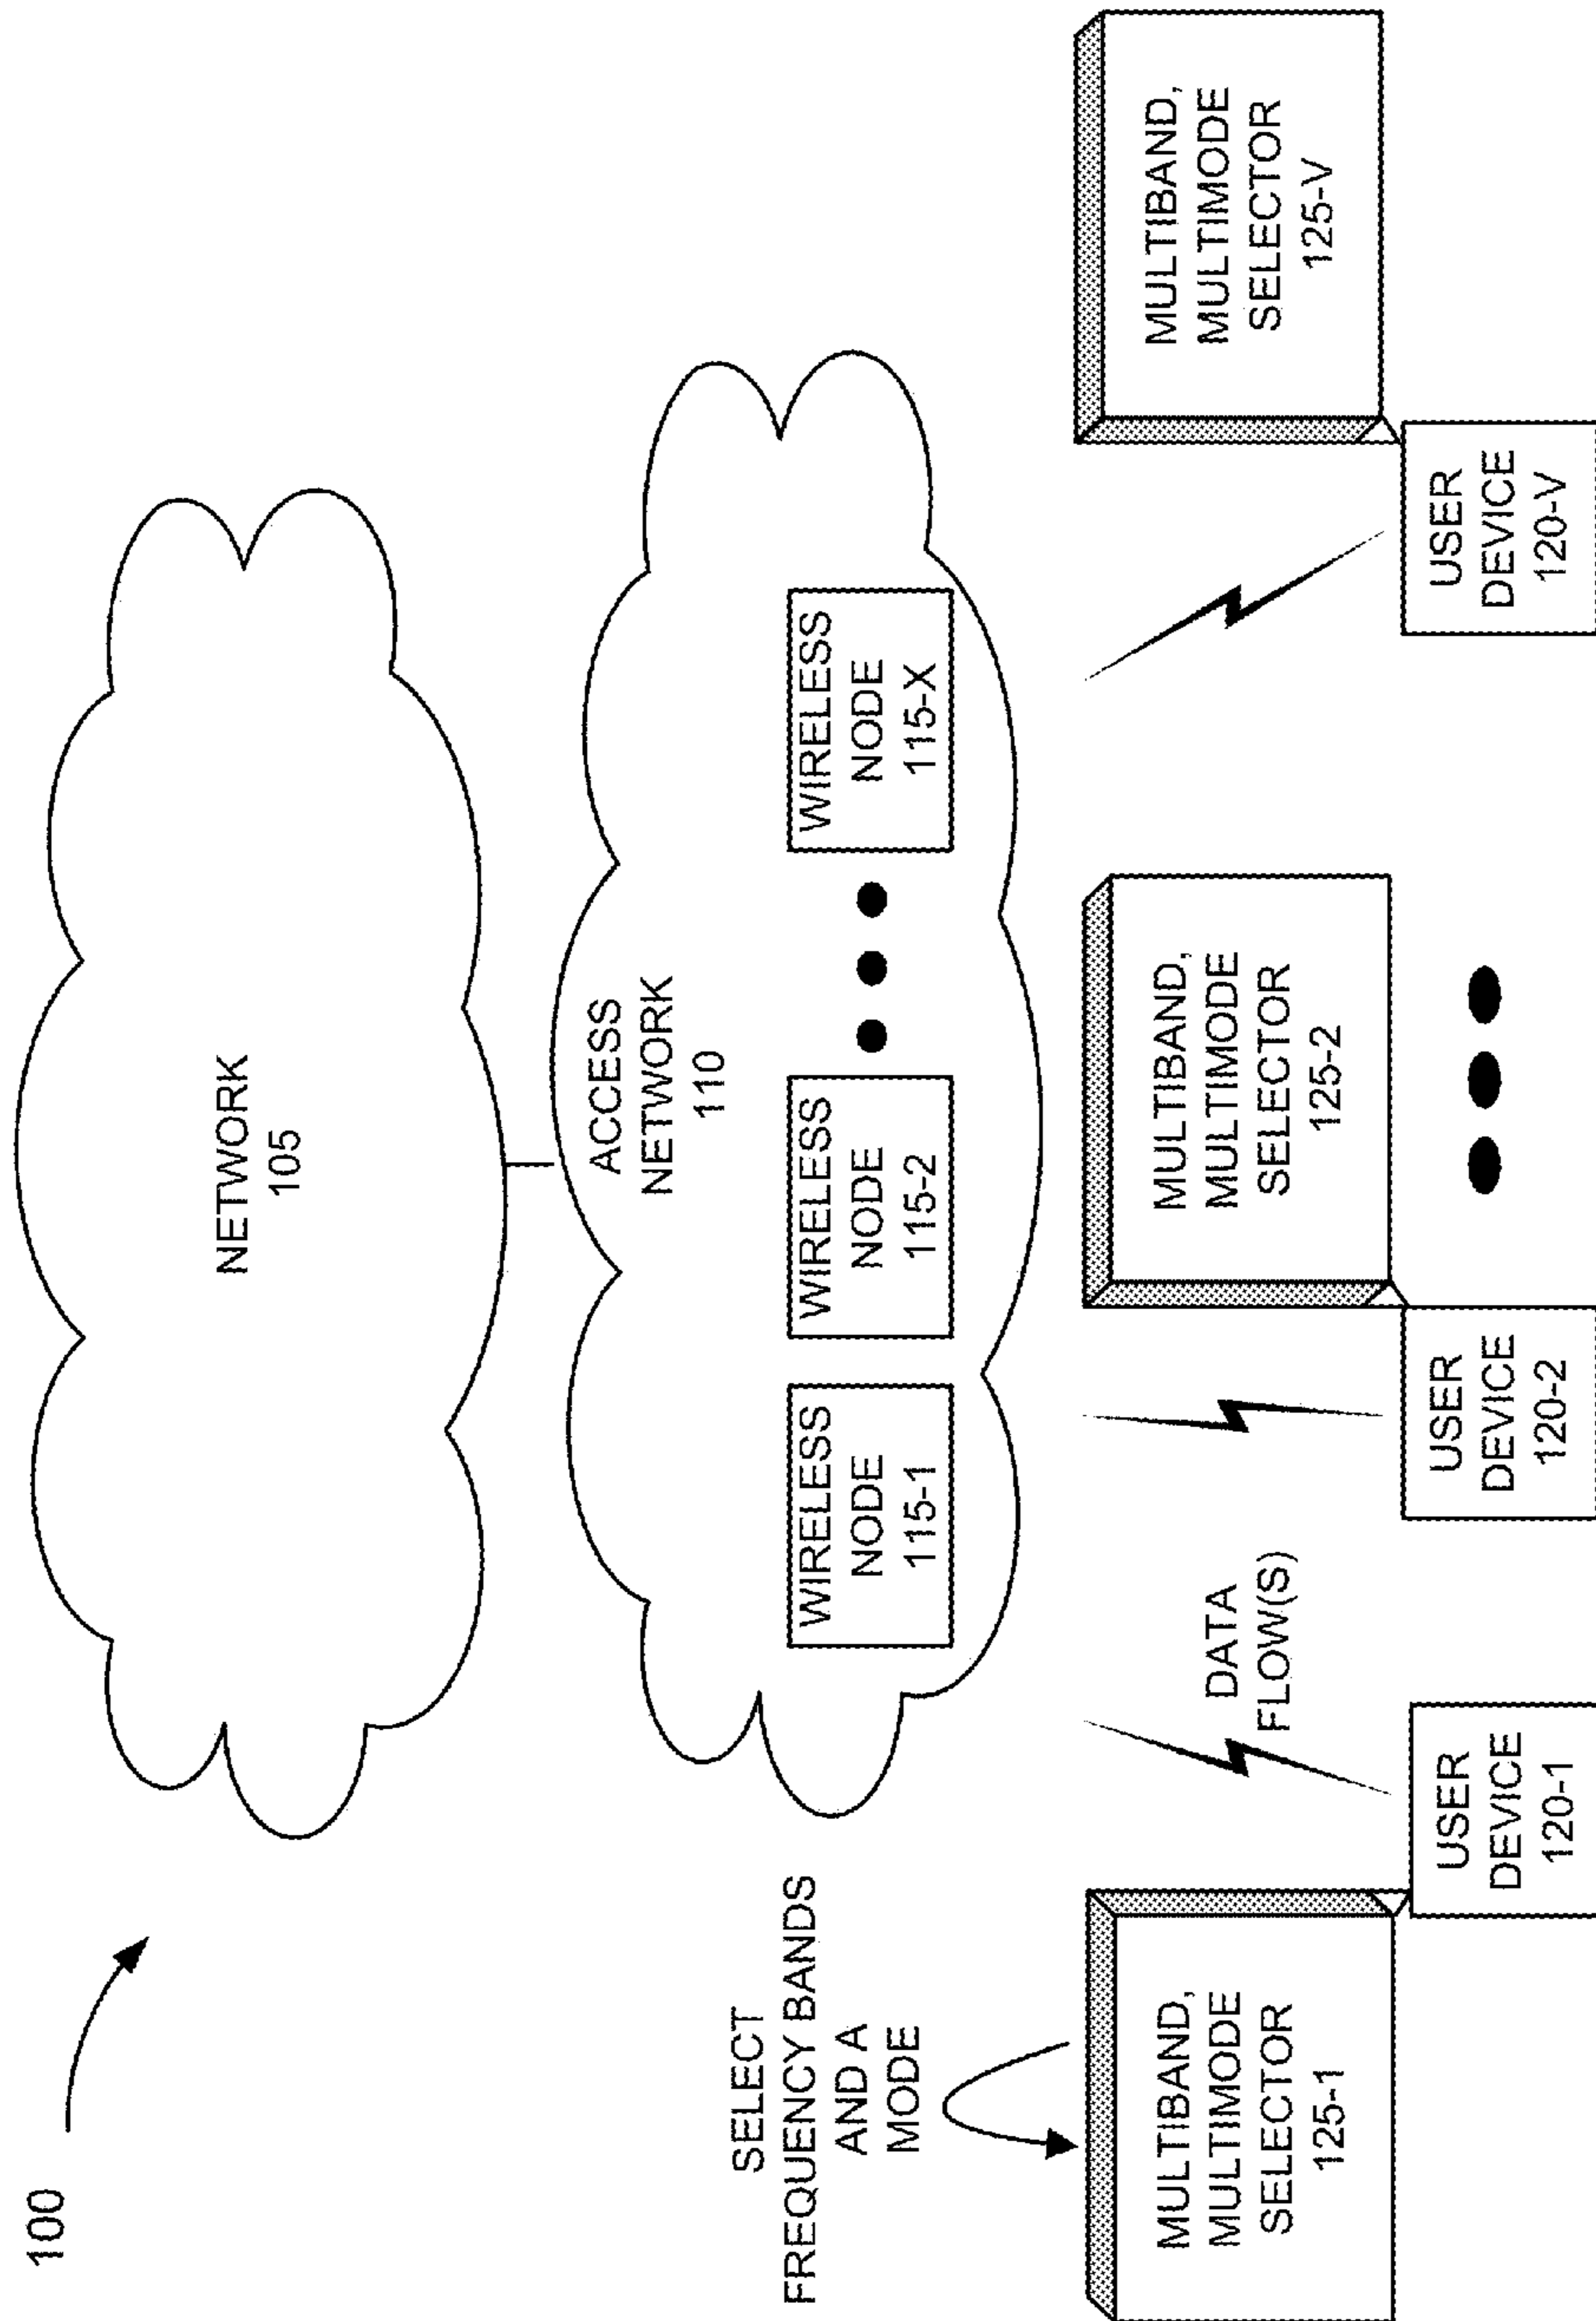 100
NETWORK
105
ACCESS
NETWORK
110
WIRELESS
NODE
115-1
WIRELESS
NODE
115-2
WIRELESS
NODE
115-X
SELECT
FREQUENCY BANDS
AND A
MODE
MULTIBAND,
MULTIMODE
SELECTOR
125-1
DATA
FLOW(S)
MULTIBAND,
MULTIMODE
SELECTOR
125-2
MULTIBAND,
MULTIMODE
SELECTOR
125-V
USER
DEVICE
120-1
USER
DEVICE
120-2
USER
DEVICE
120-V